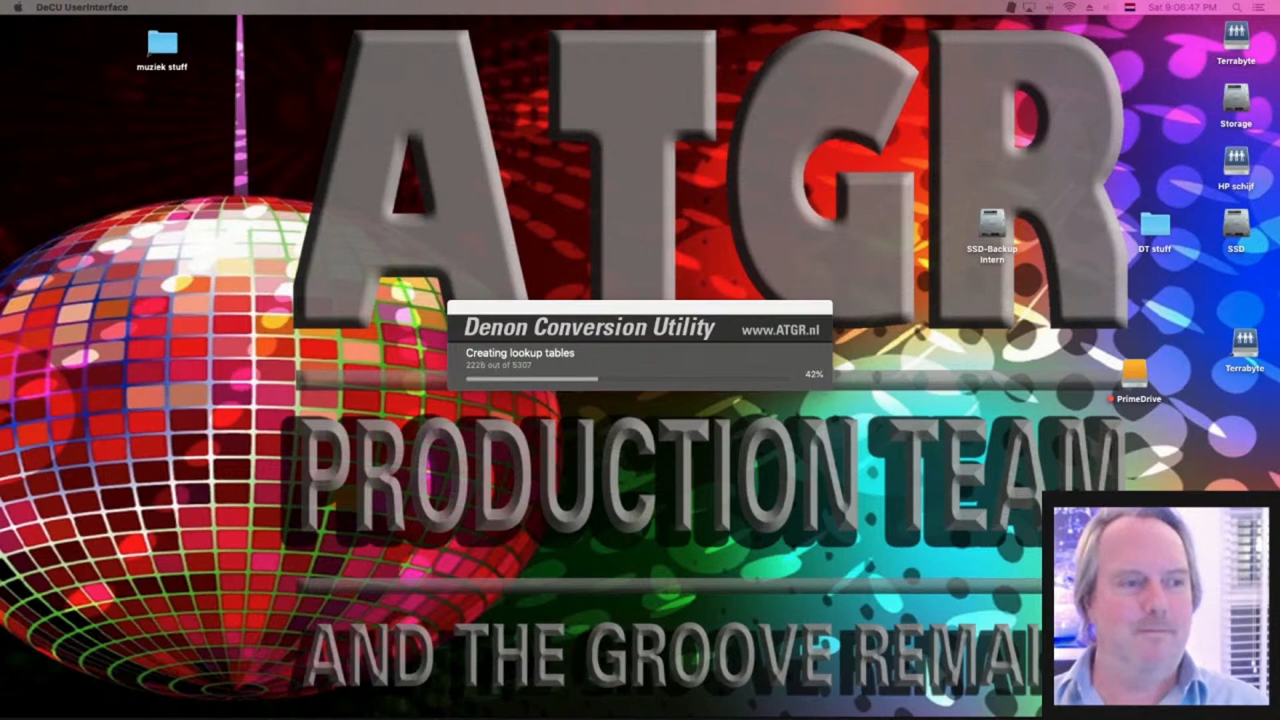 DeCU UserInterface
Sat 9:06:47 PM
muziek stuff
Terrabyte
Storage
HP schijf
SSD-Backup
Intern
DT stuff
SSD
ATGR
Denon Conversion Utility
www.ATGR.nl
Creating lookup tables
2226 out of 5307
42%
Terrabyte
PrimeDrive
PRODUCTION TEAM
AND THE GROOVE REMAI